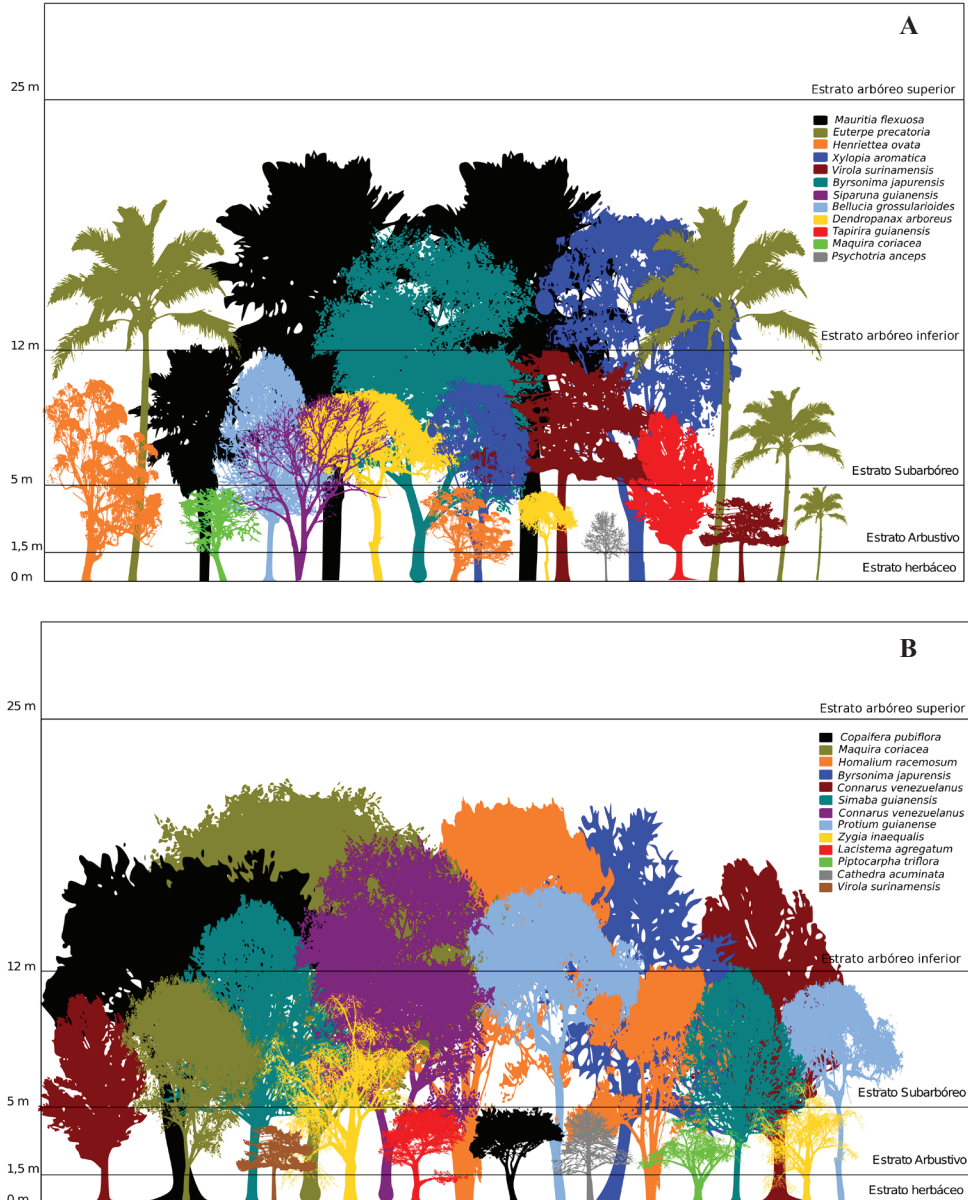 A
25 m
Estrato arbóreo superior
Mauritia flexuosa
Euterpe precatoria
Henriettea ovata
Xylopia aromatica
Virola surinamensis
Byrsonima japurensis
Siparuna guianensis
Bellucia grossularioides
Dendropanax arboreus
Tapirira guianensis
Maquira coriacea
Psychotria anceps
Estrato arbóreo inferior
12 m
Estrato Subarbóreo
5 m
Estrato Arbustivo
1,5 m
Estrato herbáceo
0 m
B
25 m
Estrato arbóreo superior
Copaifera pubiflora
Maquira coriacea
Homalium racemosum
Byrsonima japurensis
Connarus venezuelanus
Simaba guianensis
Connarus venezuelanus
Protium guianense
Zygia inaequalis
Lacistema agregatum
Piptocarpha triflora
Cathedra acuminata
Virola surinamensis
Estrato arbóreo inferior
12 m
Estrato Subarbóreo
5 m
Estrato Arbustivo
1,5 m
Estrato herbáceo
0 m